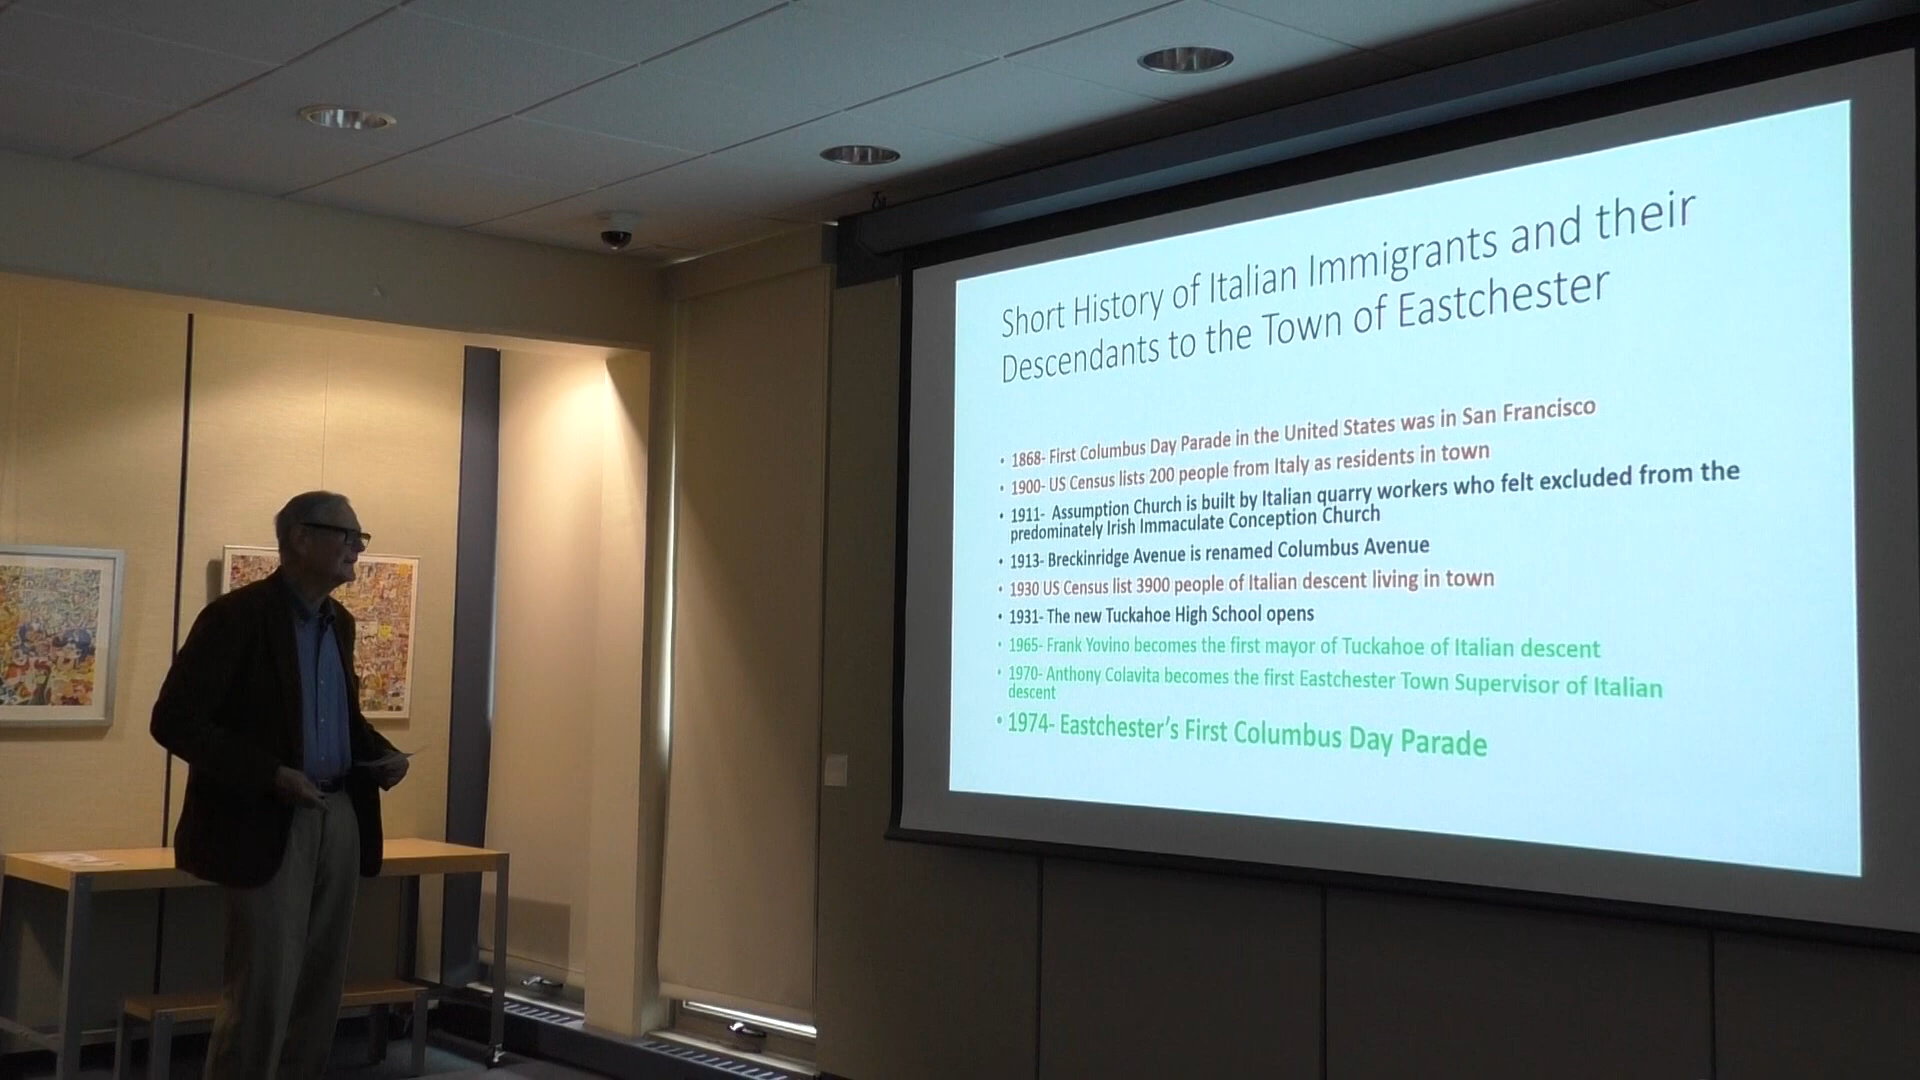 Short History of Italian Immigrants and their
Descendants to the Town of Eastchester
• 1868- First Columbus Day Parade in the United States was in San Francisco
• 1900- US Census lists 200 people from Italy as residents in town
• 1911- Assumption Church is built by Italian quarry workers who felt excluded from the
predominately Irish Immaculate Conception Church
• 1913- Breckinridge Avenue is renamed Columbus Avenue
• 1930 US Census list 3900 people of Italian descent living in town
• 1931- The new Tuckahoe High School opens
• 1965- Frank Yovino becomes the first mayor of Tuckahoe of Italian descent
• 1970- Anthony Colavita becomes the first Eastchester Town Supervisor of Italian
descent
• 1974- Eastchester’s First Columbus Day Parade